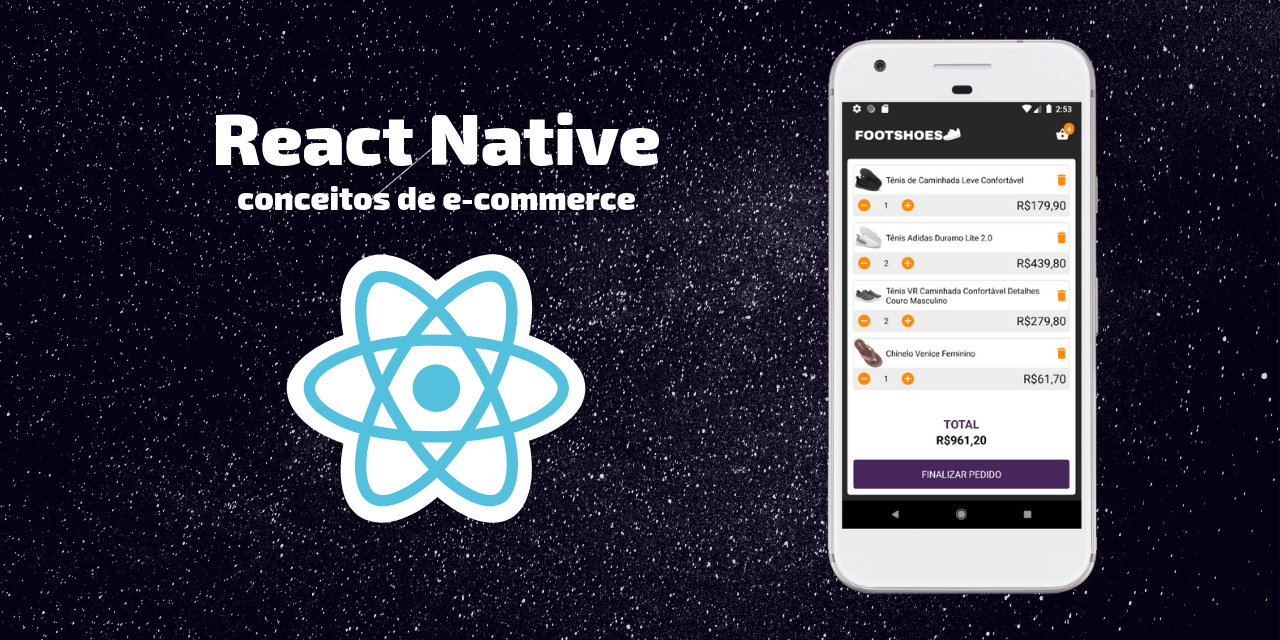 React Native
conceitos de e-commerce
2:53
FOOTSHOES
4
Tênis de Caminhada Leve Confortável
1
R$179,90
Tênis Adidas Duramo Lite 2.0
2
R$439,80
Tênis VR Caminhada Confortável Detalhes
Couro Masculino
2
R$279,80
Chinelo Venice Feminino
1
R$61,70
TOTAL
R$961,20
FINALIZAR PEDIDO